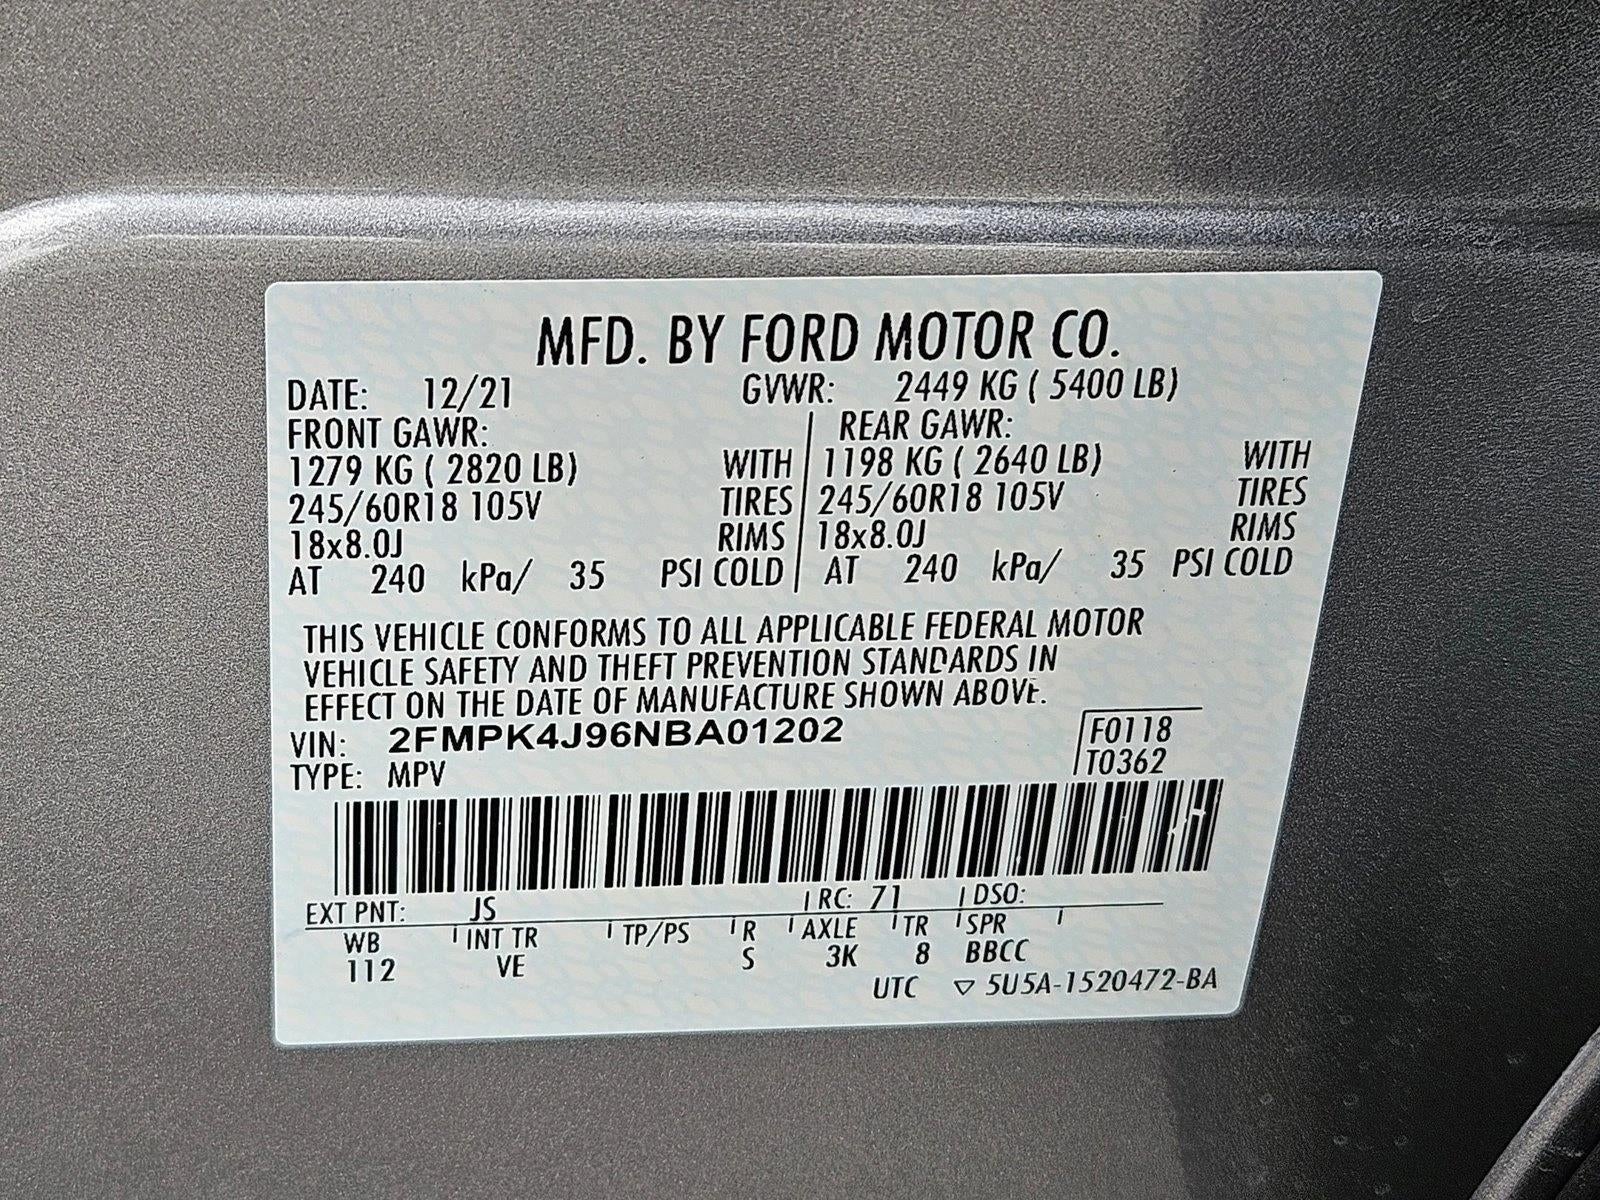 MFD. BY FORD MOTOR CO.
DATE: 12/21 GVWR: 2449 KG ( 5400 LB)
FRONT GAWR: REAR GAWR:
1279 KG ( 2820 LB) WITH 1198 KG ( 2640 LB) WITH
245/60R18 105V TIRES 245/60R18 105V TIRES
18x8.0J RIMS 18x8.0J RIMS
AT 240 kPa/ 35 PSI COLD AT 240 kPa/ 35 PSI COLD
THIS VEHICLE CONFORMS TO ALL APPLICABLE FEDERAL MOTOR
VEHICLE SAFETY AND THEFT PREVENTION STANDARDS IN
EFFECT ON THE DATE OF MANUFACTURE SHOWN ABOVE.
VIN: 2FMPK4J96NBA01202 F0118
TYPE: MPV T0362
EXT PNT: JS RC: 71 DSO:
WB INT TR TP/PS R AXLE TR SPR
112 VE S 3K 8 BBCC
UTC ▽ 5U5A-1520472-BA